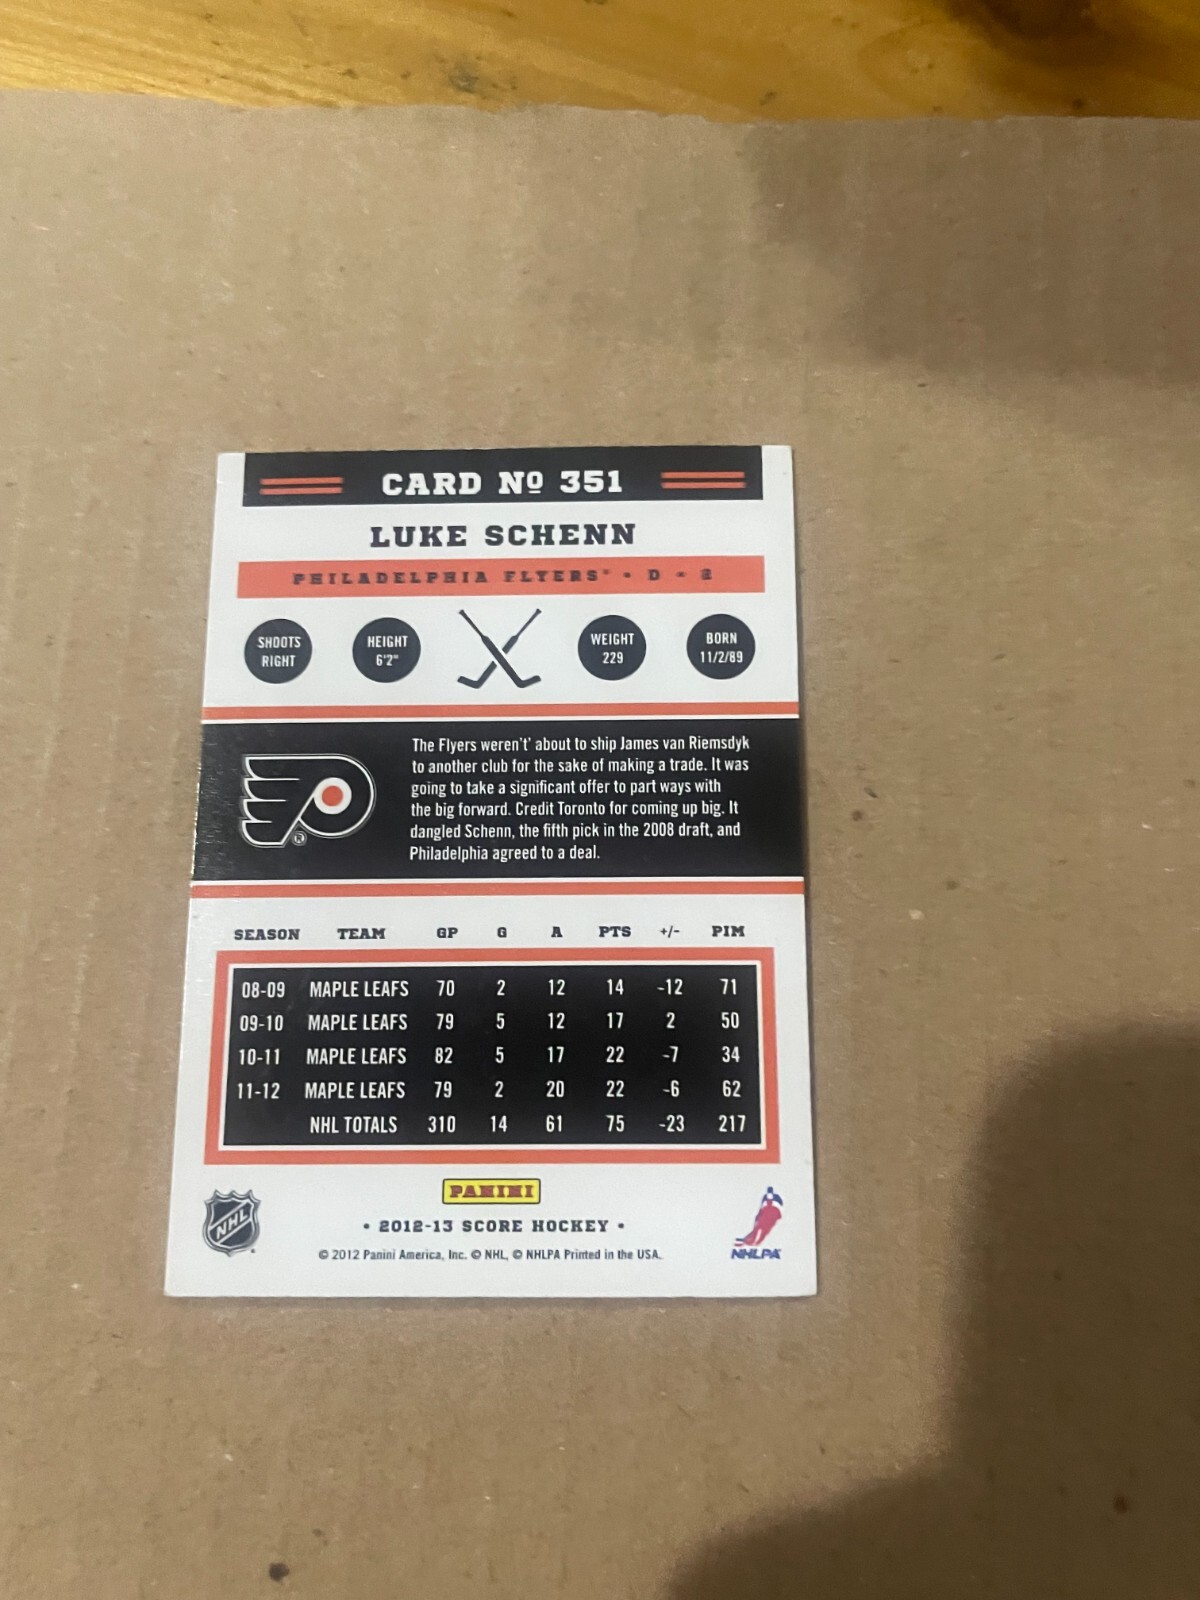 CARD Nº 351
LUKE SCHENN
PHILADELPHIA FLYERS® • D • 2
SHOOTS
RIGHT
HEIGHT
6'2"
WEIGHT
229
BORN
11/2/89
The Flyers weren't' about to ship James van Riemsdyk
to another club for the sake of making a trade. It was
going to take a significant offer to part ways with
the big forward. Credit Toronto for coming up big. It
dangled Schenn, the fifth pick in the 2008 draft, and
Philadelphia agreed to a deal.
®
SEASON TEAM GP G A PTS +/- PIM
08-09 MAPLE LEAFS 70 2 12 14 -12 71
09-10 MAPLE LEAFS 79 5 12 17 2 50
10-11 MAPLE LEAFS 82 5 17 22 -7 34
11-12 MAPLE LEAFS 79 2 20 22 -6 62
NHL TOTALS 310 14 61 75 -23 217
PANINI
NHL
• 2012-13 SCORE HOCKEY •
NHLPA
© 2012 Panini America, Inc. © NHL, © NHLPA Printed in the USA.